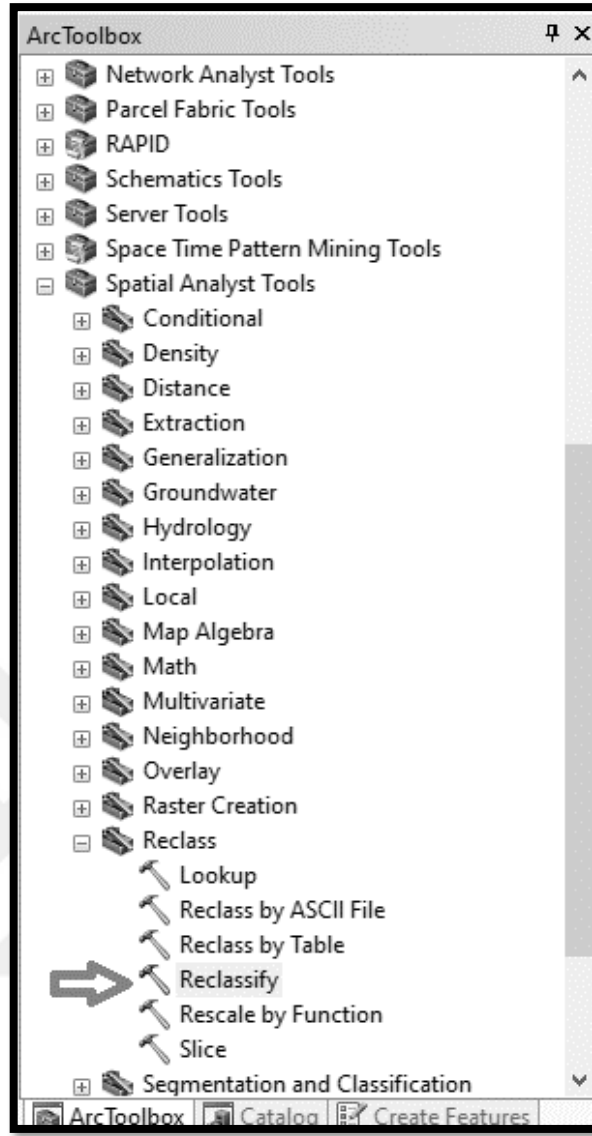 ArcToolbox
Network Analyst Tools
Parcel Fabric Tools
RAPID
Schematics Tools
Server Tools
Space Time Pattern Mining Tools
Spatial Analyst Tools
Conditional
Density
Distance
Extraction
Generalization
Groundwater
Hydrology
Interpolation
Local
Map Algebra
Math
Multivariate
Neighborhood
Overlay
Raster Creation
Reclass
Lookup
Reclass by ASCII File
Reclass by Table
Reclassify
Rescale by Function
Slice
Segmentation and Classification
ArcToolbox Catalog Create Features